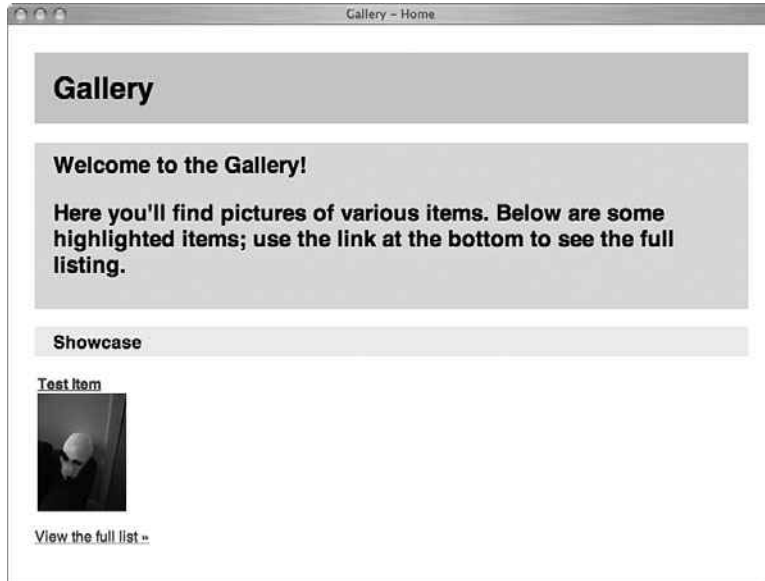 Gallery – Home
Gallery
Welcome to the Gallery!
Here you'll find pictures of various items. Below are some
highlighted items; use the link at the bottom to see the full
listing.
Showcase
Test Item
View the full list »